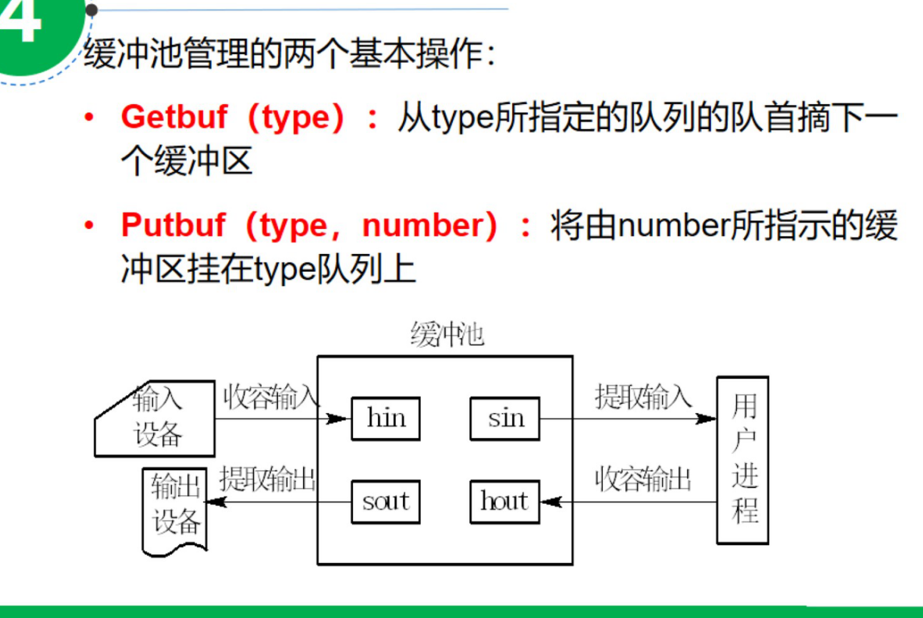 4
缓冲池管理的两个基本操作：
• Getbuf（type）：从type所指定的队列的队首摘下一
个缓冲区
• Putbuf（type，number）：将由number所指示的缓
冲区挂在type队列上
缓冲池
输入
设备
收容输入
hin
sin
提取输入
用
户
进
程
输出
设备
提取输出
sout
hout
收容输出